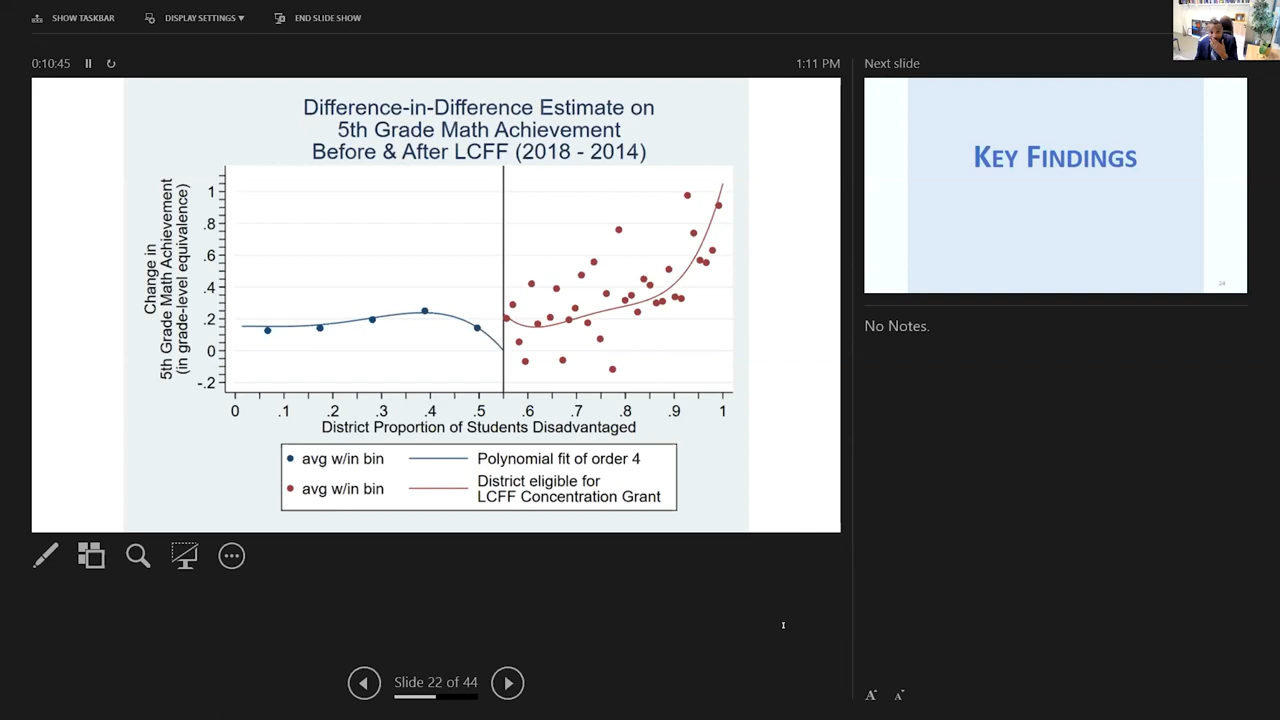 SHOW TASKBAR
DISPLAY SETTINGS ▾
END SLIDE SHOW
0:10:45
1:11 PM
Difference-in-Difference Estimate on
5th Grade Math Achievement
Before & After LCFF (2018 - 2014)
Change in
5th Grade Math Achievement
(in grade-level equivalence)
1
.8
.6
.4
.2
0
-.2
0 .1 .2 .3 .4 .5 .6 .7 .8 .9 1
District Proportion of Students Disadvantaged
avg w/in bin
Polynomial fit of order 4
avg w/in bin
District eligible for
LCFF Concentration Grant
Slide 22 of 44
Next slide
KEY FINDINGS
24
No Notes.
A A